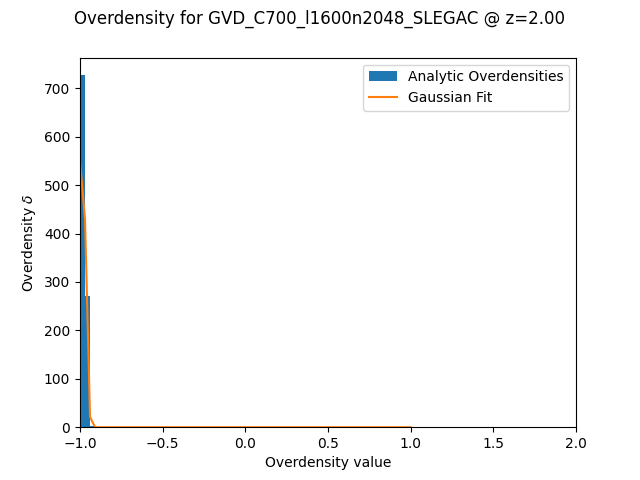 Overdensity for GVD_C700_l1600n2048_SLEGAC @ z=2.00
Analytic Overdensities
Gaussian Fit
Overdensity δ
700
600
500
400
300
200
100
0
−1.0 −0.5 0.0 0.5 1.0 1.5 2.0
Overdensity value